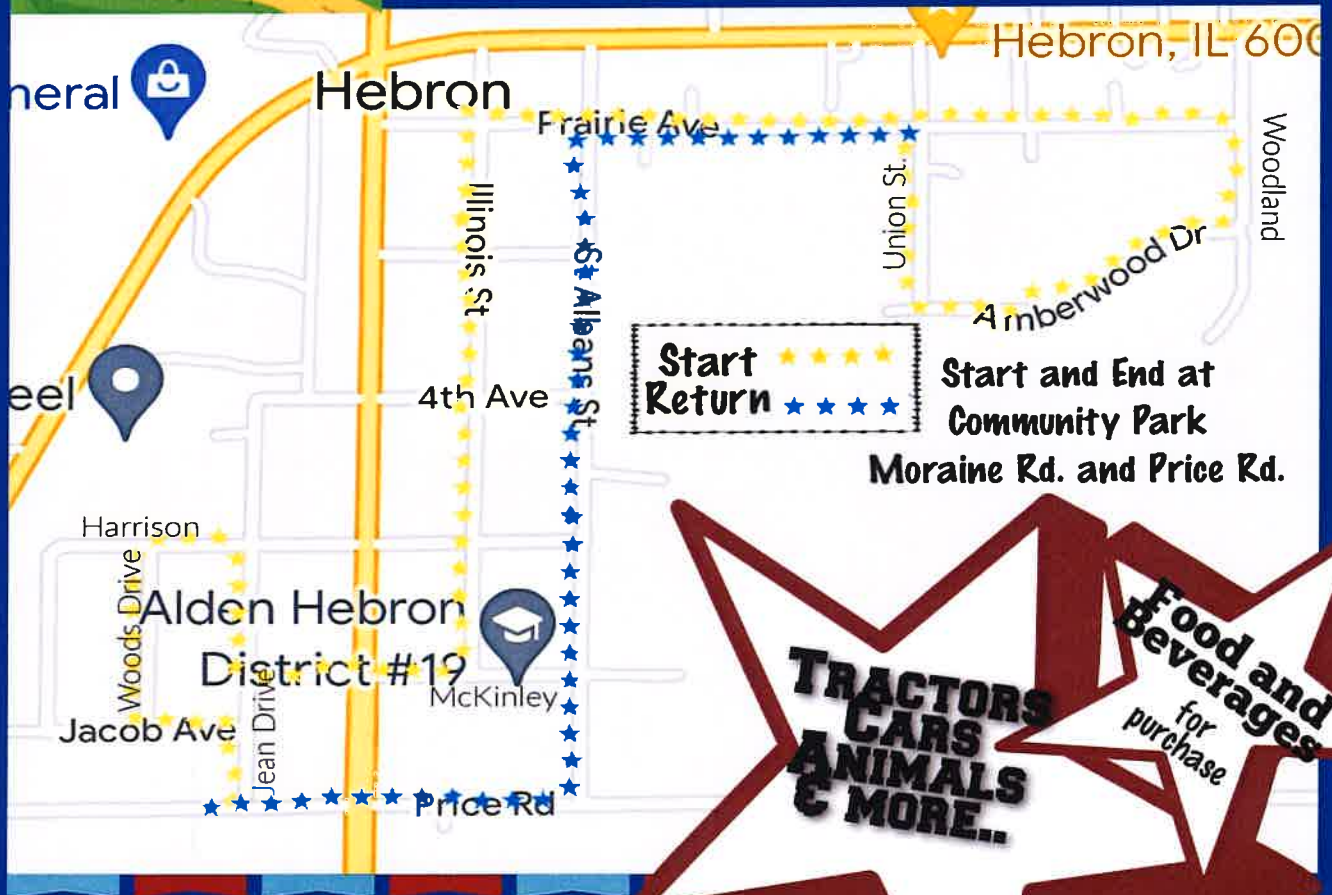 Hebron, IL 600
neral
Hebron
Prairie Ave
Woodland
Illinois St
Union St.
St Albans St
Amberwood Dr
Start
Return
Start and End at
Community Park
Moraine Rd. and Price Rd.
eel
4th Ave
Harrison
Woods Drive
Alden Hebron
District #19
McKinley
Jacob Ave
Jean Drive
Price Rd
TRACTORS
CARS
ANIMALS
& MORE..
Food and
Beverages
for
purchase